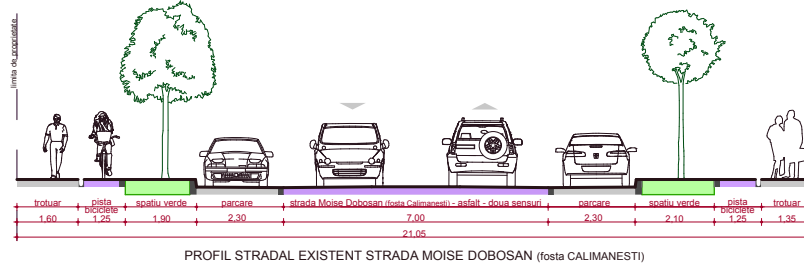 limita de proprietate
trotuar pista biciclete spatiu verde parcare strada Moise Dobosan (fosta Calimanesti) - asfalt - doua sensuri parcare spatiu verde pista biciclete trotuar
1.60 1,25 1.90 2.30 7.00 2.30 2.10 1,25 1.35
21,05
PROFIL STRADAL EXISTENT STRADA MOISE DOBOSAN (fosta CALIMANESTI)